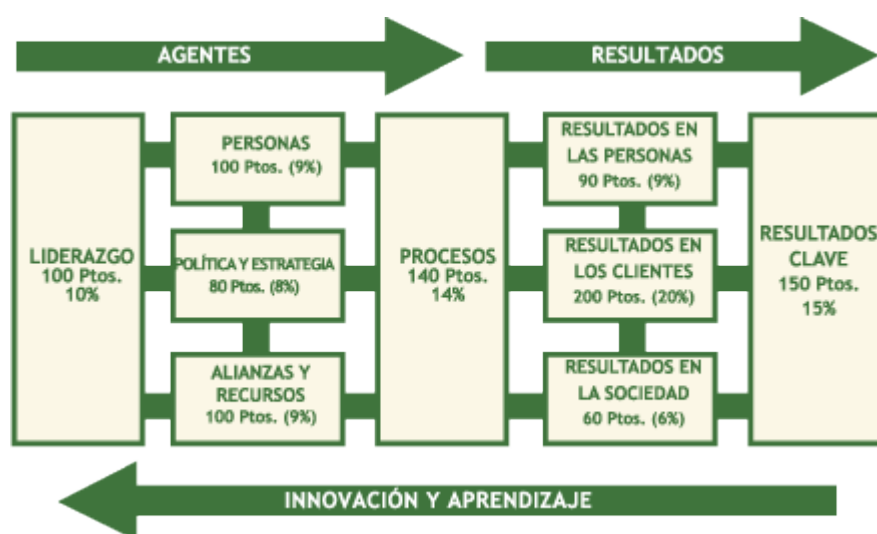 AGENTES
RESULTADOS
LIDERAZGO
100 Ptos.
10%
PERSONAS
100 Ptos. (9%)
POLÍTICA Y ESTRATEGIA
80 Ptos. (8%)
ALIANZAS Y
RECURSOS
100 Ptos. (9%)
PROCESOS
140 Ptos.
14%
RESULTADOS EN
LAS PERSONAS
90 Ptos. (9%)
RESULTADOS EN
LOS CLIENTES
200 Ptos. (20%)
RESULTADOS EN
LA SOCIEDAD
60 Ptos. (6%)
RESULTADOS
CLAVE
150 Ptos.
15%
INNOVACIÓN Y APRENDIZAJE